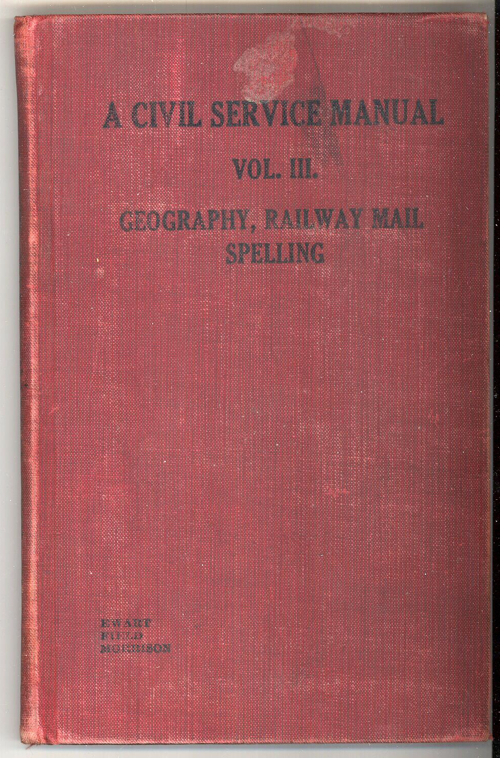 A CIVIL SERVICE MANUAL
VOL. III.
GEOGRAPHY, RAILWAY MAIL
SPELLING
EWART
FIELD
MORRISON